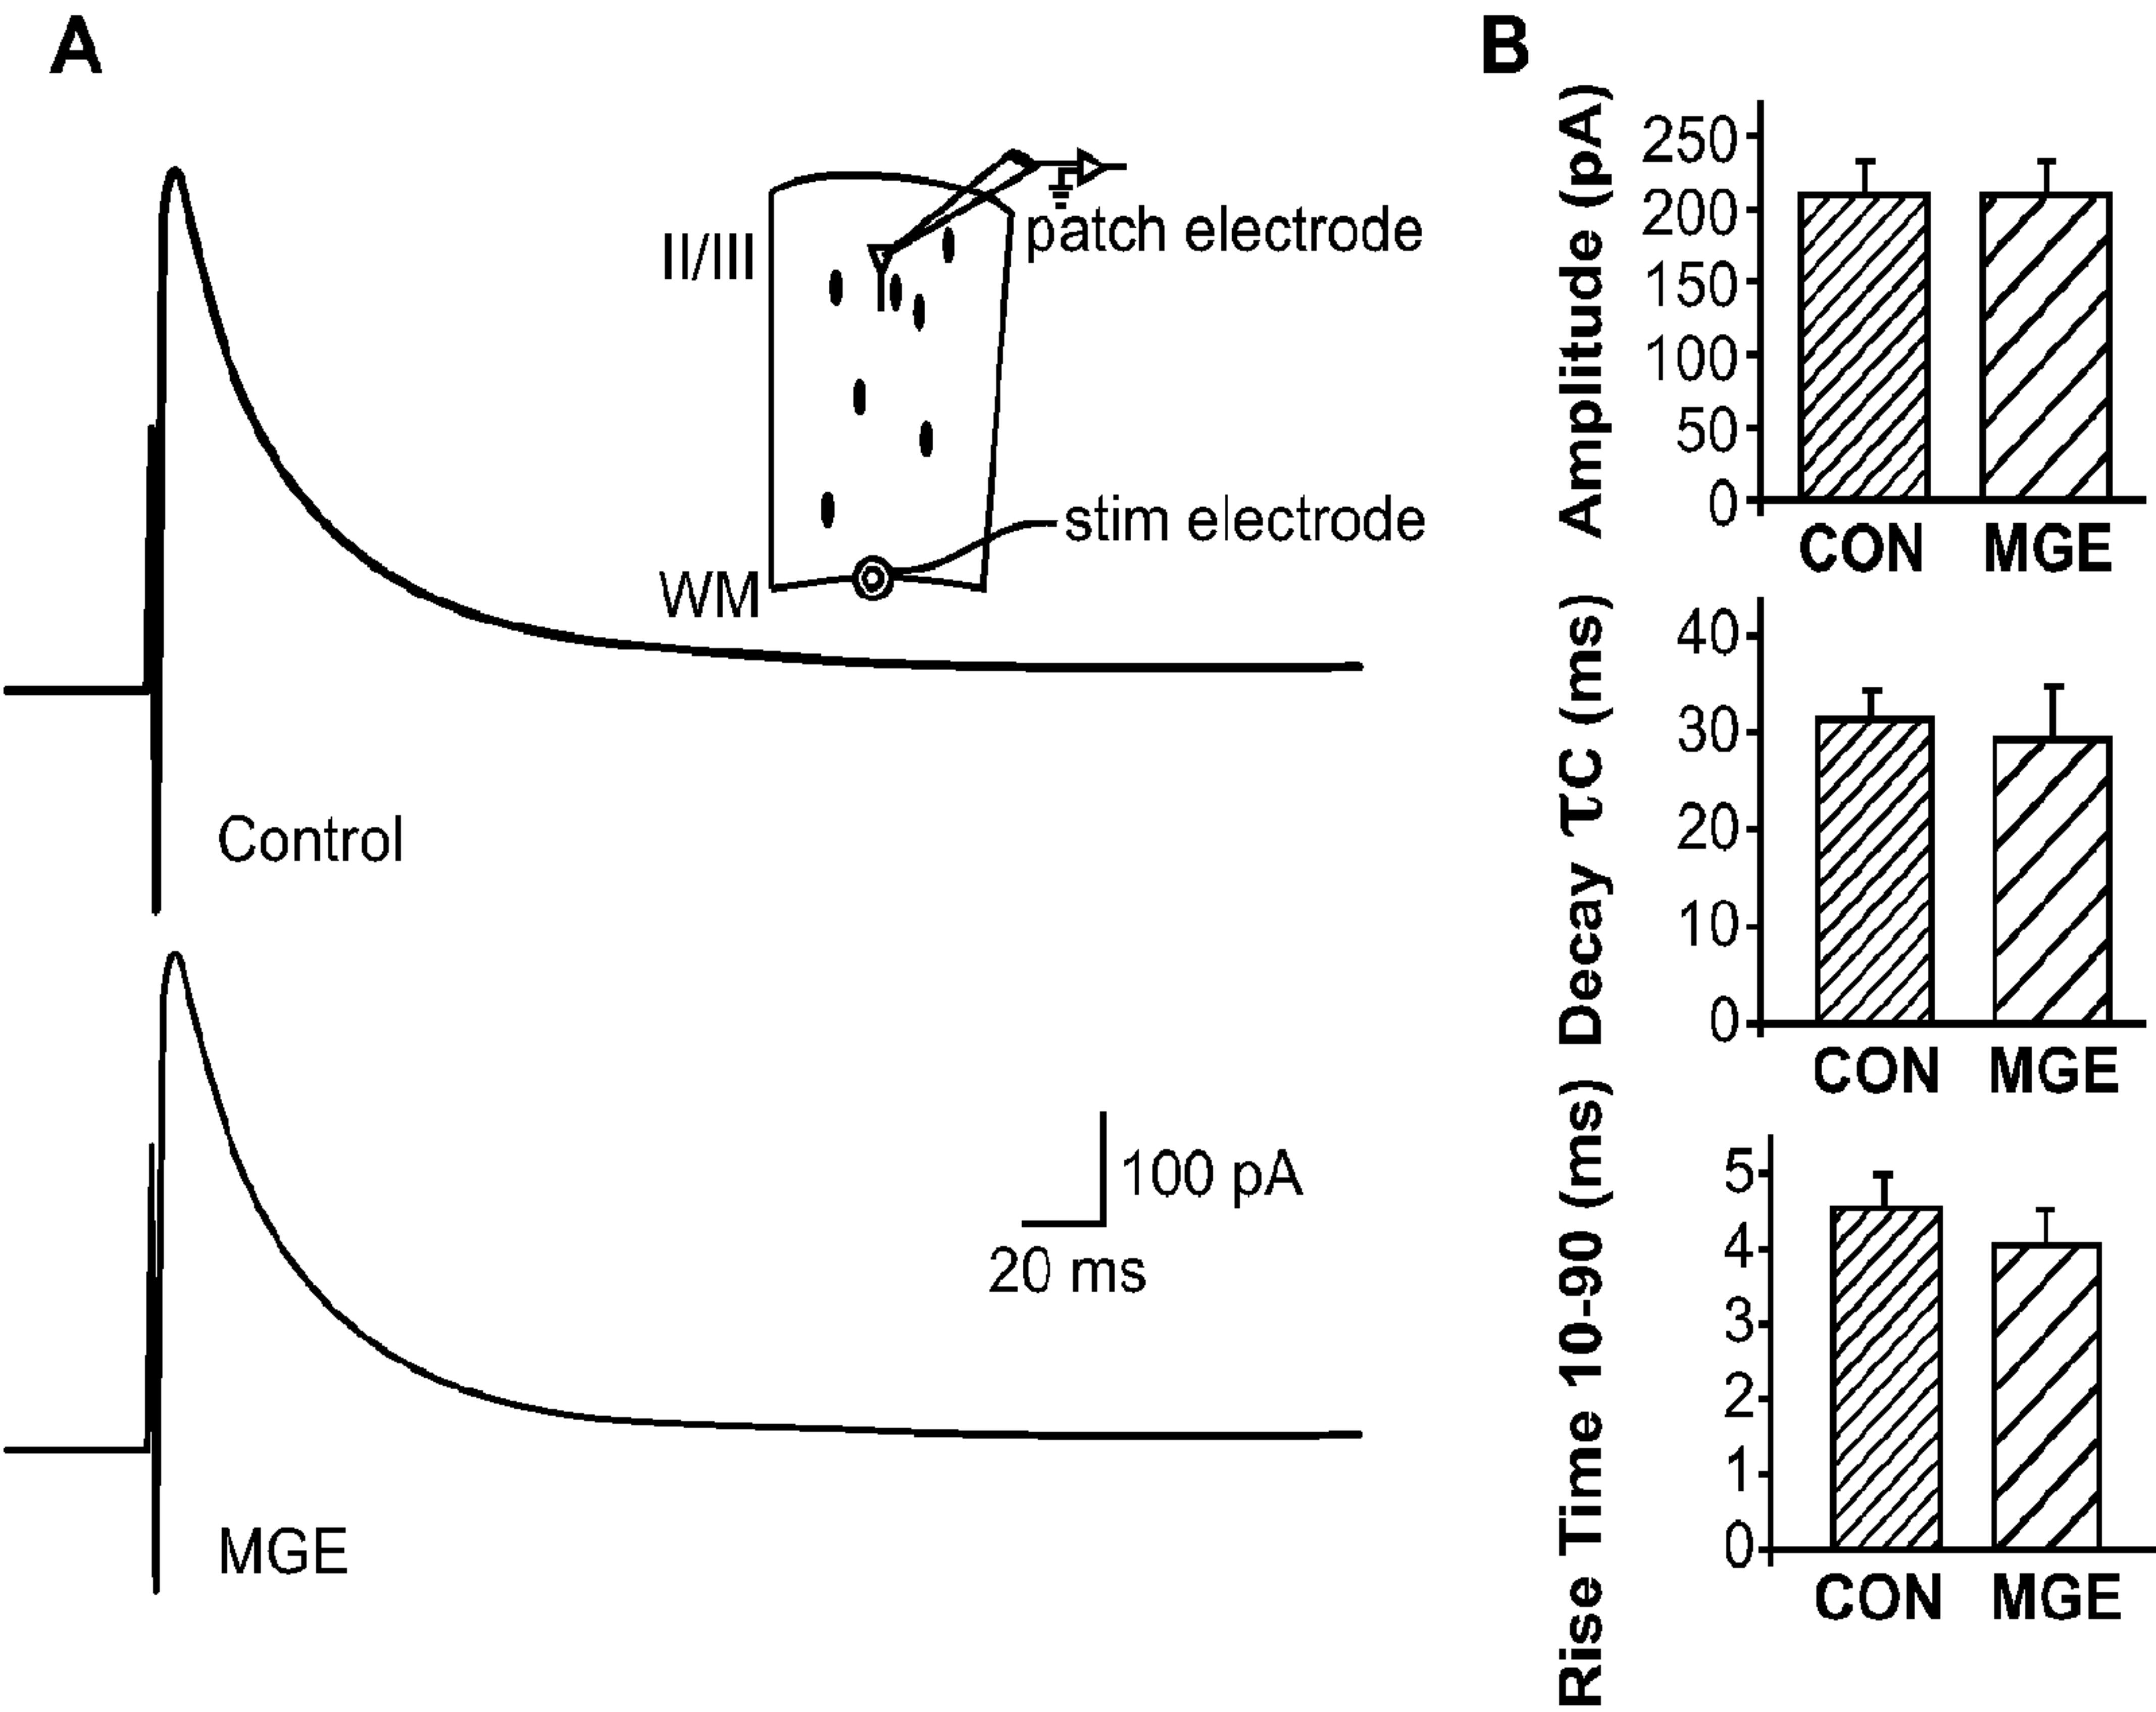 A
II/III
patch electrode
stim electrode
WM
Control
100 pA
20 ms
MGE
B
Amplitude (pA)
250
200
150
100
50
0
CON MGE
Decay τC (ms)
40
30
20
10
0
CON MGE
Rise Time 10-90 (ms)
5
4
3
2
1
0
CON MGE